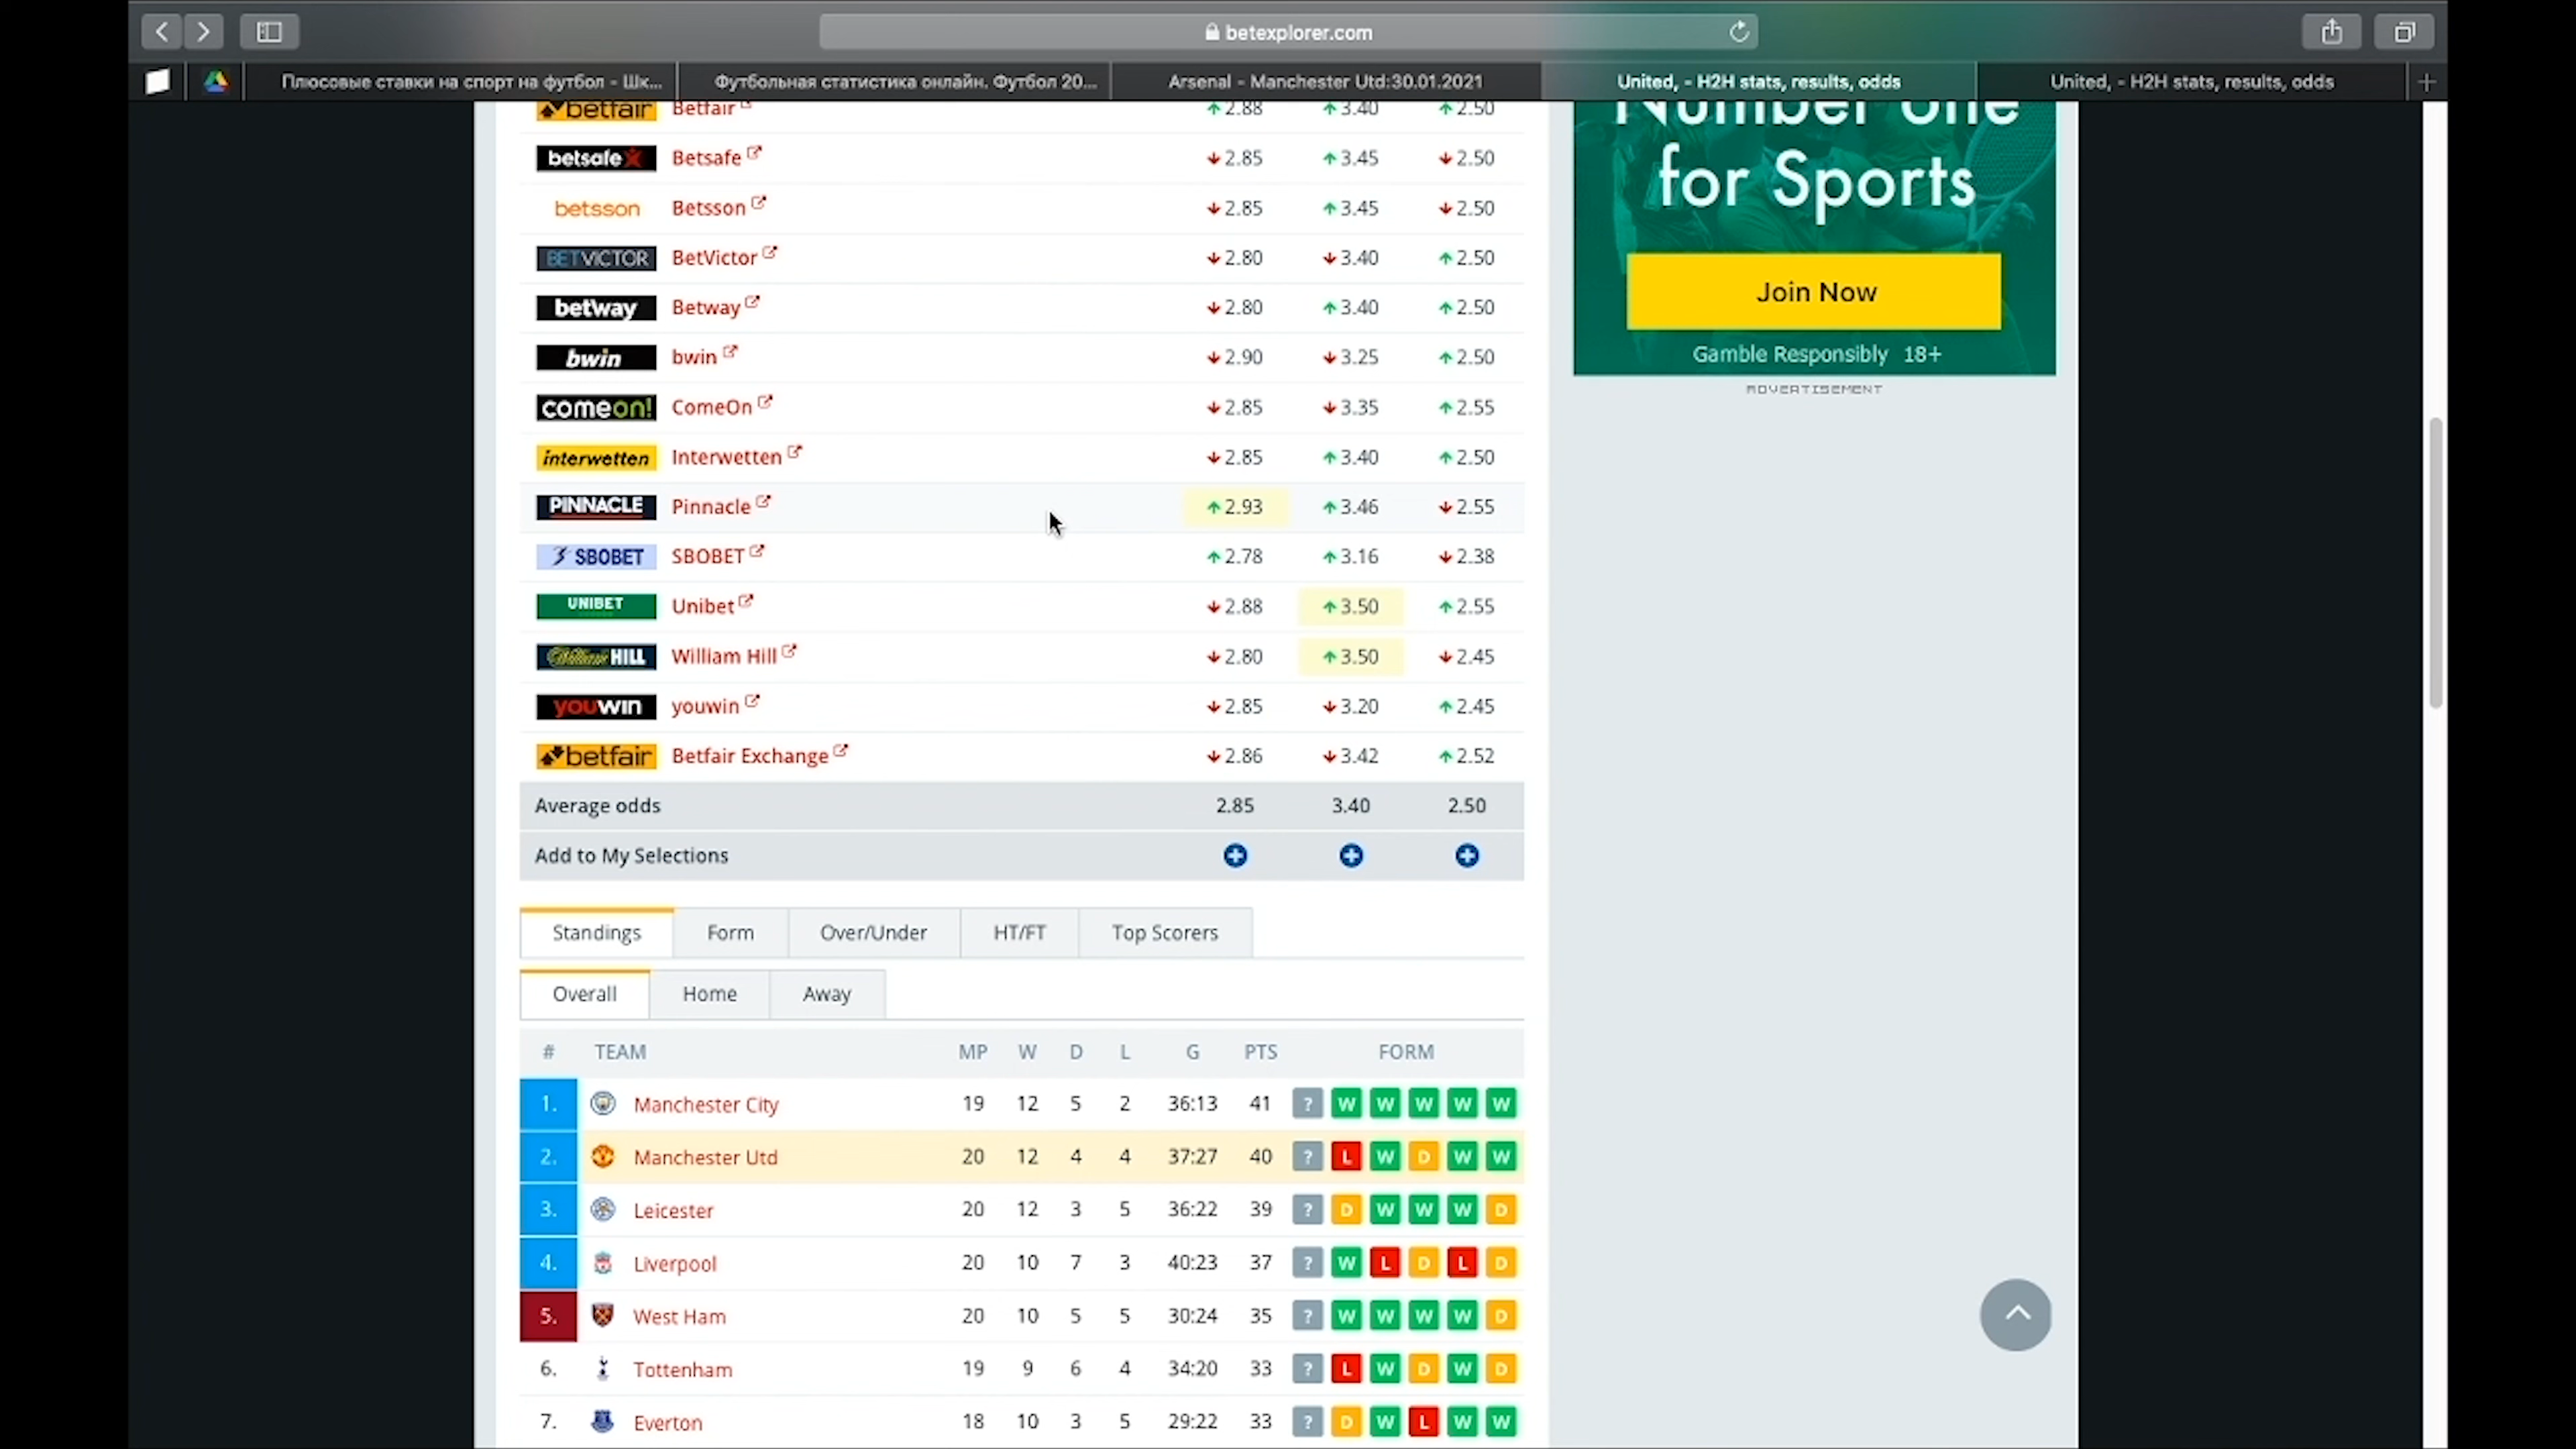 betexplorer.com
Плюсовые ставки на спорт на футбол - Шк...
Футбольная статистика онлайн. Футбол 20...
Arsenal - Manchester Utd:30.01.2021
United, - H2H stats, results, odds
United, - H2H stats, results, odds
betfair Betfair 2.88 3.40 2.50
betsafe Betsafe 2.85 3.45 2.50
betsson Betsson 2.85 3.45 2.50
BETVICTOR BetVictor 2.80 3.40 2.50
betway Betway 2.80 3.40 2.50
bwin bwin 2.90 3.25 2.50
comeon! ComeOn 2.85 3.35 2.55
interwetten Interwetten 2.85 3.40 2.50
PINNACLE Pinnacle 2.93 3.46 2.55
SBOBET SBOBET 2.78 3.16 2.38
UNIBET Unibet 2.88 3.50 2.55
William HILL William Hill 2.80 3.50 2.45
youwin youwin 2.85 3.20 2.45
betfair Betfair Exchange 2.86 3.42 2.52
Average odds 2.85 3.40 2.50
Add to My Selections
Number one
for Sports
Join Now
Gamble Responsibly 18+
ADVERTISEMENT
Standings Form Over/Under HT/FT Top Scorers
Overall Home Away
# TEAM MP W D L G PTS FORM
1. Manchester City 19 12 5 2 36:13 41 ? W W W W W
2. Manchester Utd 20 12 4 4 37:27 40 ? L W D W W
3. Leicester 20 12 3 5 36:22 39 ? D W W W D
4. Liverpool 20 10 7 3 40:23 37 ? W L D L D
5. West Ham 20 10 5 5 30:24 35 ? W W W W D
6. Tottenham 19 9 6 4 34:20 33 ? L W D W D
7. Everton 18 10 3 5 29:22 33 ? D W L W W